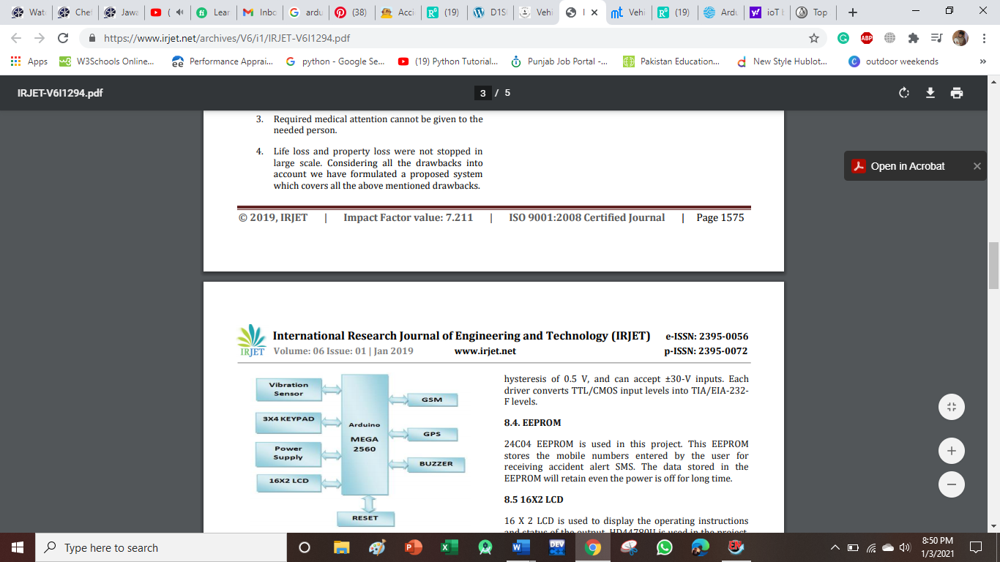 Wat
Che
Jawa
(
Lear
Inbo
ardu
(38)
Acci
(19)
D1S
Vehi
I
Vehi
(19)
Ardu
ioT b
Top
https://www.irjet.net/archives/V6/i1/IRJET-V6I1294.pdf
Apps
W3Schools Online...
Performance Apprai...
python - Google Se...
(19) Python Tutorial...
Punjab Job Portal -...
Pakistan Education...
New Style Hublot...
outdoor weekends
»
IRJET-V6I1294.pdf
3 / 5
3. Required medical attention cannot be given to the
needed person.
4. Life loss and property loss were not stopped in
large scale. Considering all the drawbacks into
account we have formulated a proposed system
which covers all the above mentioned drawbacks.
Open in Acrobat
© 2019, IRJET | Impact Factor value: 7.211 | ISO 9001:2008 Certified Journal | Page 1575
IRJET
International Research Journal of Engineering and Technology (IRJET) e-ISSN: 2395-0056
Volume: 06 Issue: 01 | Jan 2019 www.irjet.net p-ISSN: 2395-0072
Vibration
Sensor
3X4 KEYPAD
Power
Supply
16X2 LCD
Arduino
MEGA
2560
GSM
GPS
BUZZER
RESET
hysteresis of 0.5 V, and can accept ±30-V inputs. Each
driver converts TTL/CMOS input levels into TIA/EIA-232-
F levels.
8.4. EEPROM
24C04 EEPROM is used in this project. This EEPROM
stores the mobile numbers entered by the user for
receiving accident alert SMS. The data stored in the
EEPROM will retain even the power is off for long time.
8.5 16X2 LCD
16 X 2 LCD is used to display the operating instructions
and status of the output. HD44780U is used in the project.
Type here to search
8:50 PM
1/3/2021